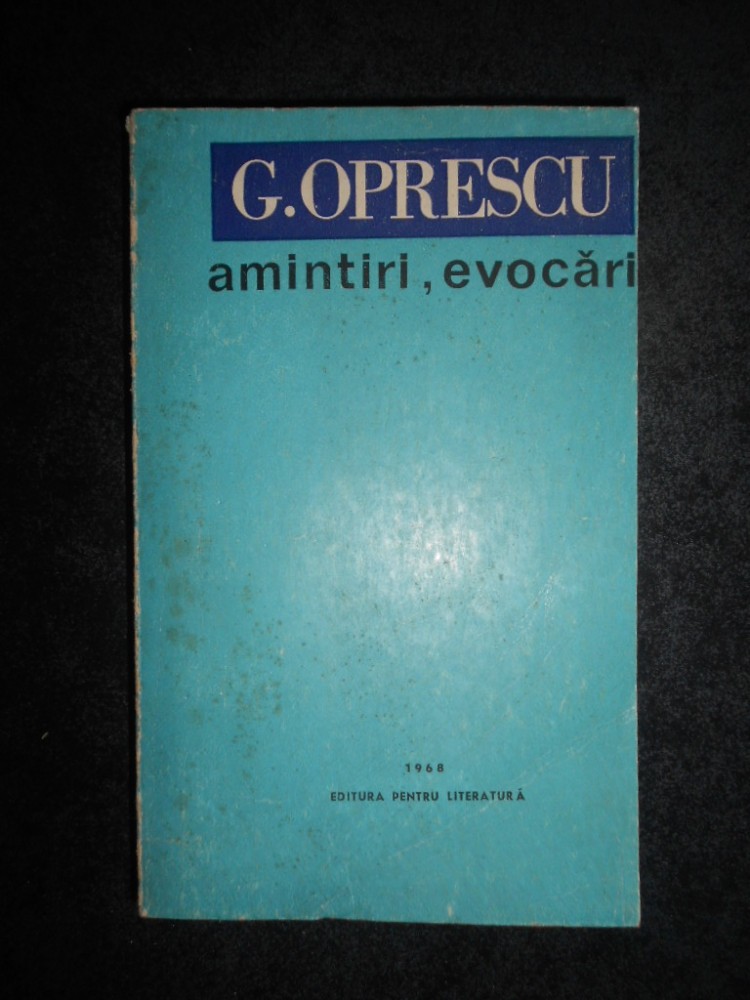 G. OPRESCU
amintiri, evocări
1968
EDITURA PENTRU LITERATURĂ